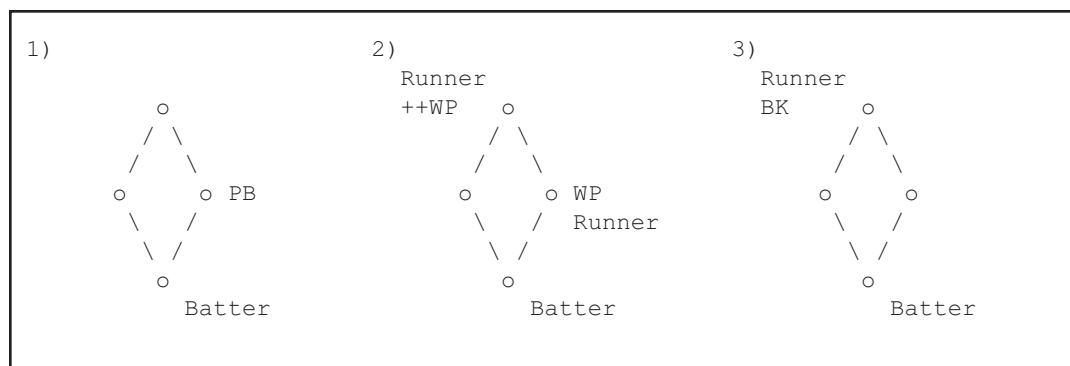 1) 2) 3)
Runner Runner
++WP BK
PB WP
Runner
Batter Batter Batter